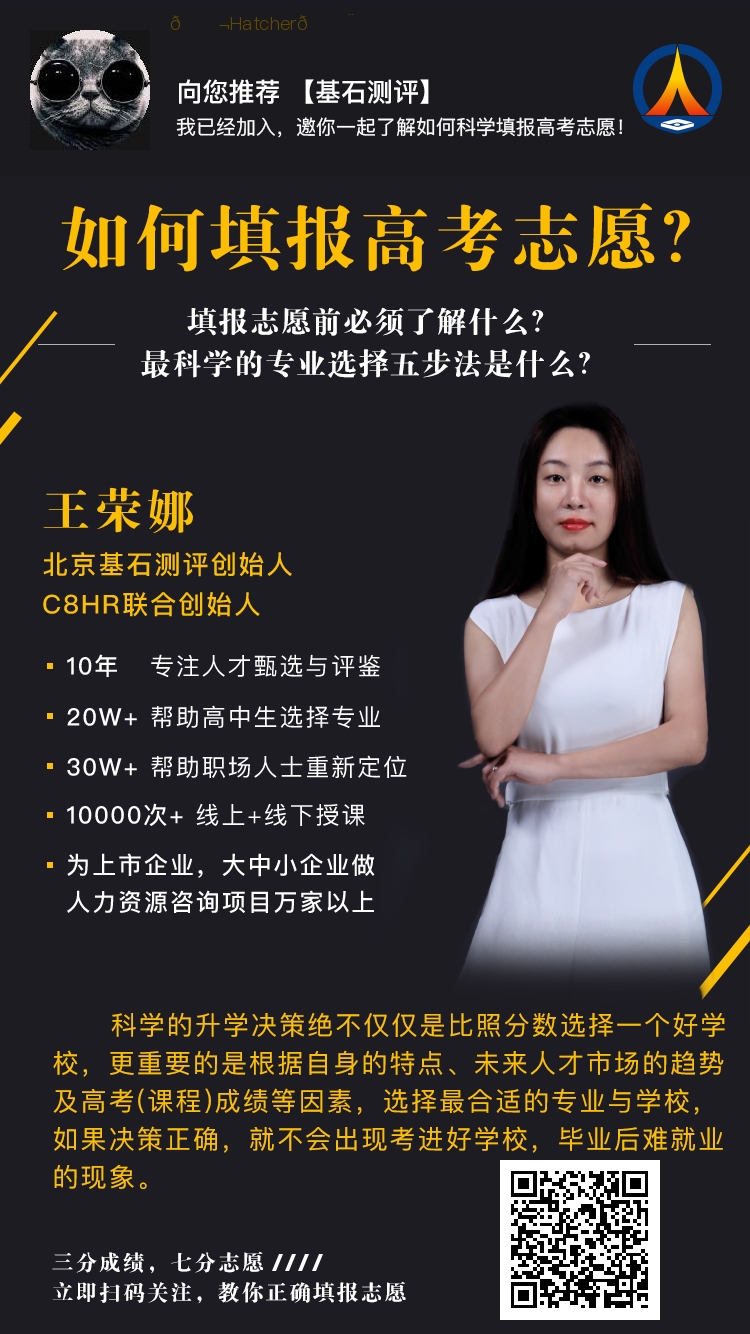 ð ¬Hatcherð ¨
向您推荐 【基石测评】
我已经加入，邀你一起了解如何科学填报高考志愿！
如何填报高考志愿？
填报志愿前必须了解什么？
最科学的专业选择五步法是什么？
王荣娜
北京基石测评创始人
C8HR联合创始人
10年 专注人才甄选与评鉴
20W+ 帮助高中生选择专业
30W+ 帮助职场人士重新定位
10000次+ 线上+线下授课
为上市企业，大中小企业做
人力资源咨询项目万家以上
科学的升学决策绝不仅仅是比照分数选择一个好学
校，更重要的是根据自身的特点、未来人才市场的趋势
及高考(课程)成绩等因素，选择最合适的专业与学校，
如果决策正确，就不会出现考进好学校，毕业后难就业
的现象。
三分成绩，七分志愿 ////
立即扫码关注，教你正确填报志愿